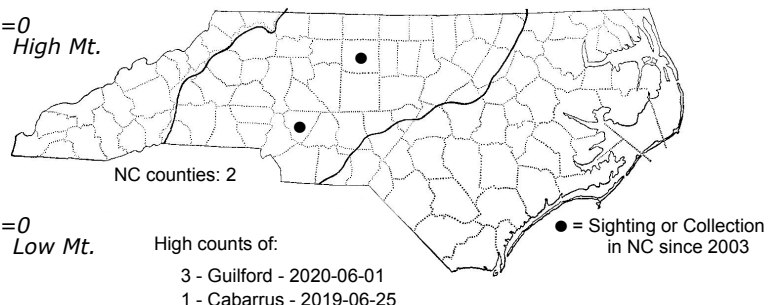 =0
High Mt.
NC counties: 2
=0
Low Mt.
High counts of:
3 - Guilford - 2020-06-01
1 - Cabarrus - 2019-06-25
● = Sighting or Collection
in NC since 2003